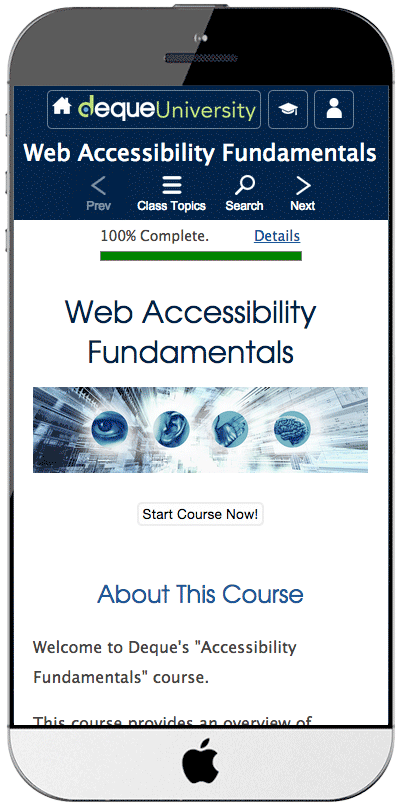 dequeUniversity
Web Accessibility Fundamentals
Prev Class Topics Search Next
100% Complete. Details
Web Accessibility
Fundamentals
Start Course Now!
About This Course
Welcome to Deque's "Accessibility
Fundamentals" course.
This course provides an overview of